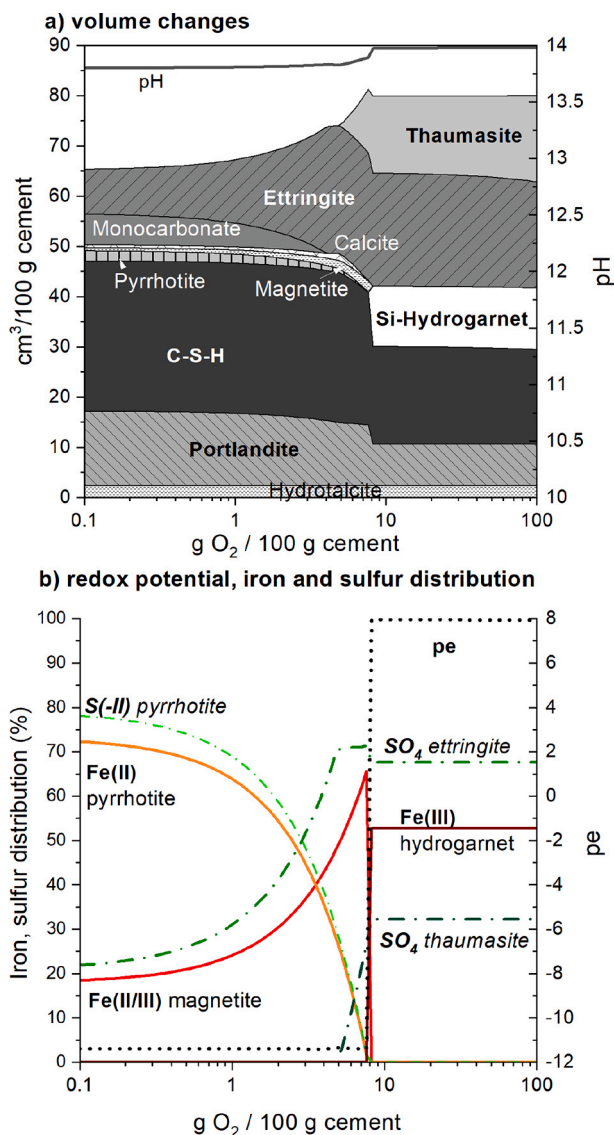 a) volume changes
90
80
70
60
50
40
30
20
10
0
cm³/100 g cement
14
13.5
13
12.5
12
11.5
11
10.5
10
pH
pH
Thaumasite
Ettringite
Monocarbonate
Calcite
Pyrrhotite
Magnetite
Si-Hydrogarnet
C-S-H
Portlandite
Hydrotalcite
0.1 1 10 100
g O₂ / 100 g cement
b) redox potential, iron and sulfur distribution
100
90
80
70
60
50
40
30
20
10
0
Iron, sulfur distribution (%)
8
6
4
2
0
-2
-4
-6
-8
-10
-12
pe
pe
S(-II) pyrrhotite
SO₄ ettringite
Fe(II)
pyrrhotite
Fe(III)
hydrogarnet
SO₄ thaumasite
Fe(II/III) magnetite
0.1 1 10 100
g O₂ / 100 g cement